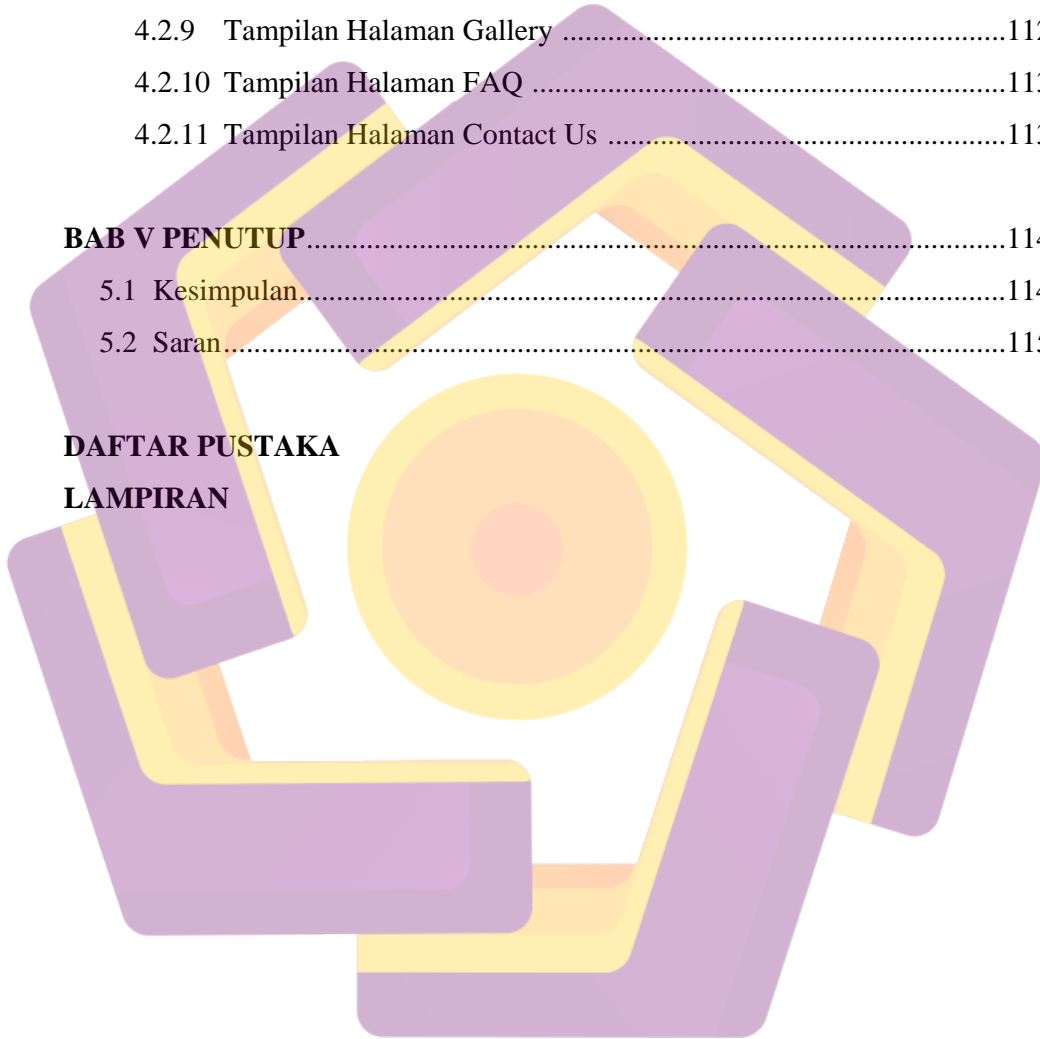 4.2.9 Tampilan Halaman Gallery ........................................................112
4.2.10 Tampilan Halaman FAQ ............................................................113
4.2.11 Tampilan Halaman Contact Us ..................................................113
BAB V PENUTUP.........................................................................................114
5.1 Kesimpulan..........................................................................................114
5.2 Saran....................................................................................................115
DAFTAR PUSTAKA
LAMPIRAN